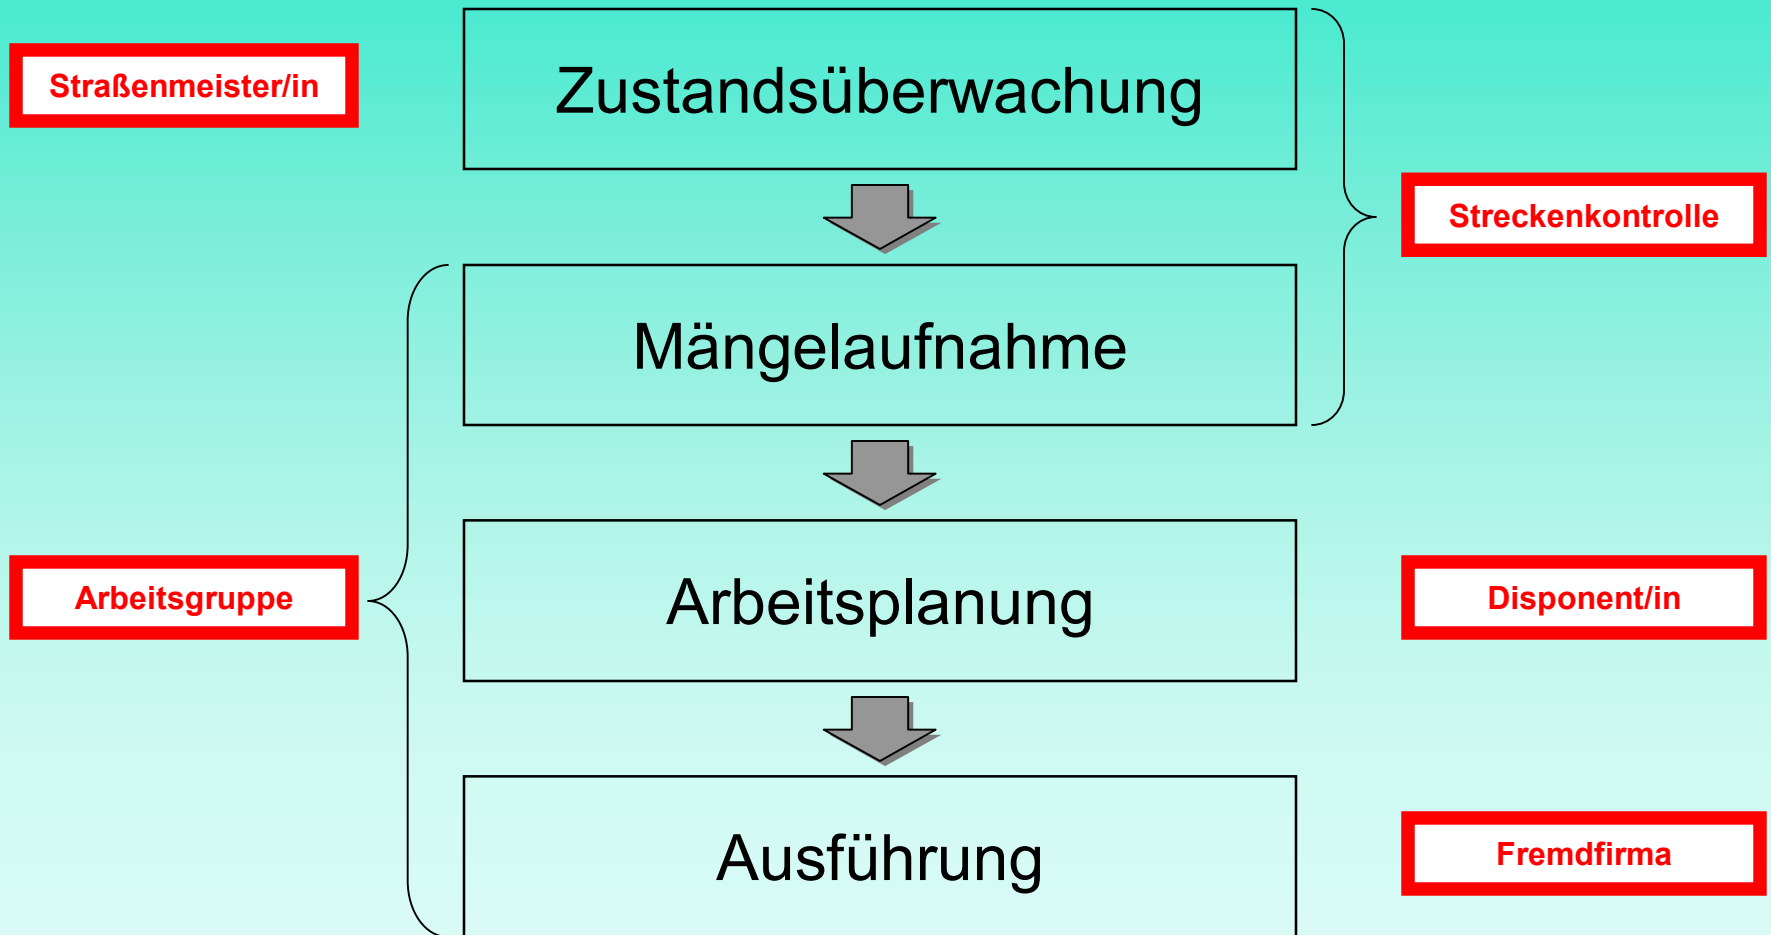 Zustandsüberwachung
Straßenmeister/in
Streckenkontrolle
Mängelaufnahme
Arbeitsplanung
Arbeitsgruppe
Disponent/in
Ausführung
Fremdfirma